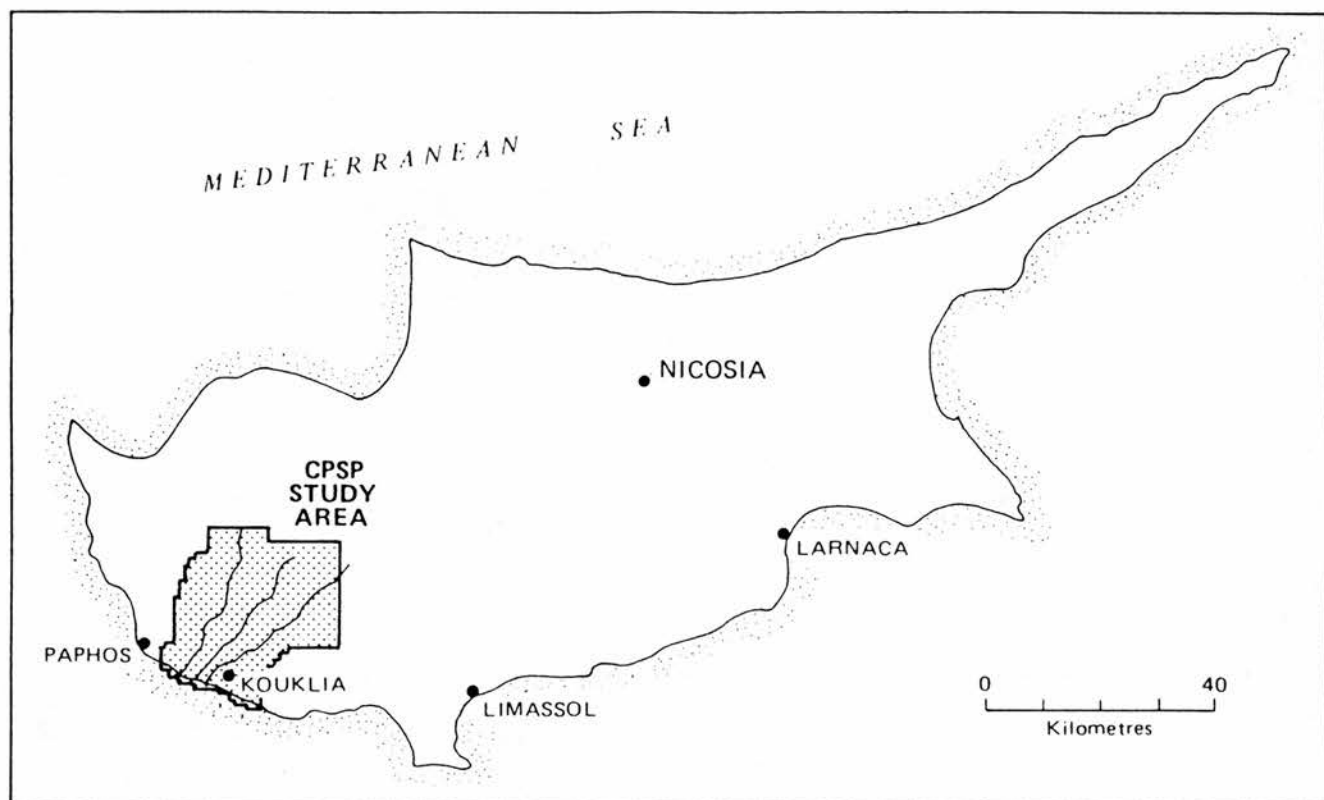 MEDITERRANEAN SEA
NICOSIA
CPSP
STUDY
AREA
LARNACA
PAPHOS
KOUKLIA
LIMASSOL
0 40
Kilometres